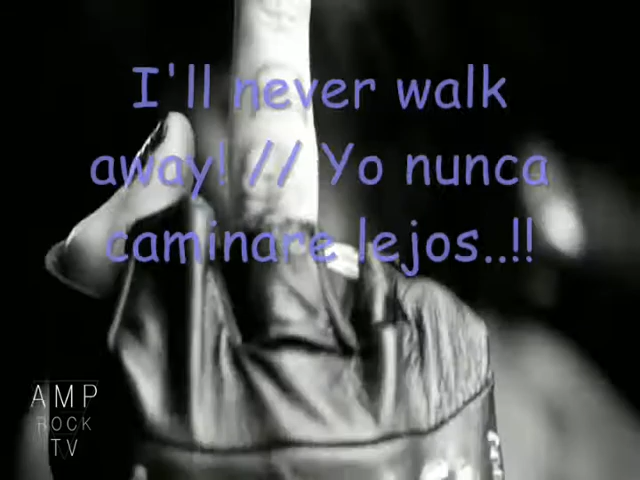 I'll never walk
away! // Yo nunca
caminare lejos..!!
AMP
ROCK
TV